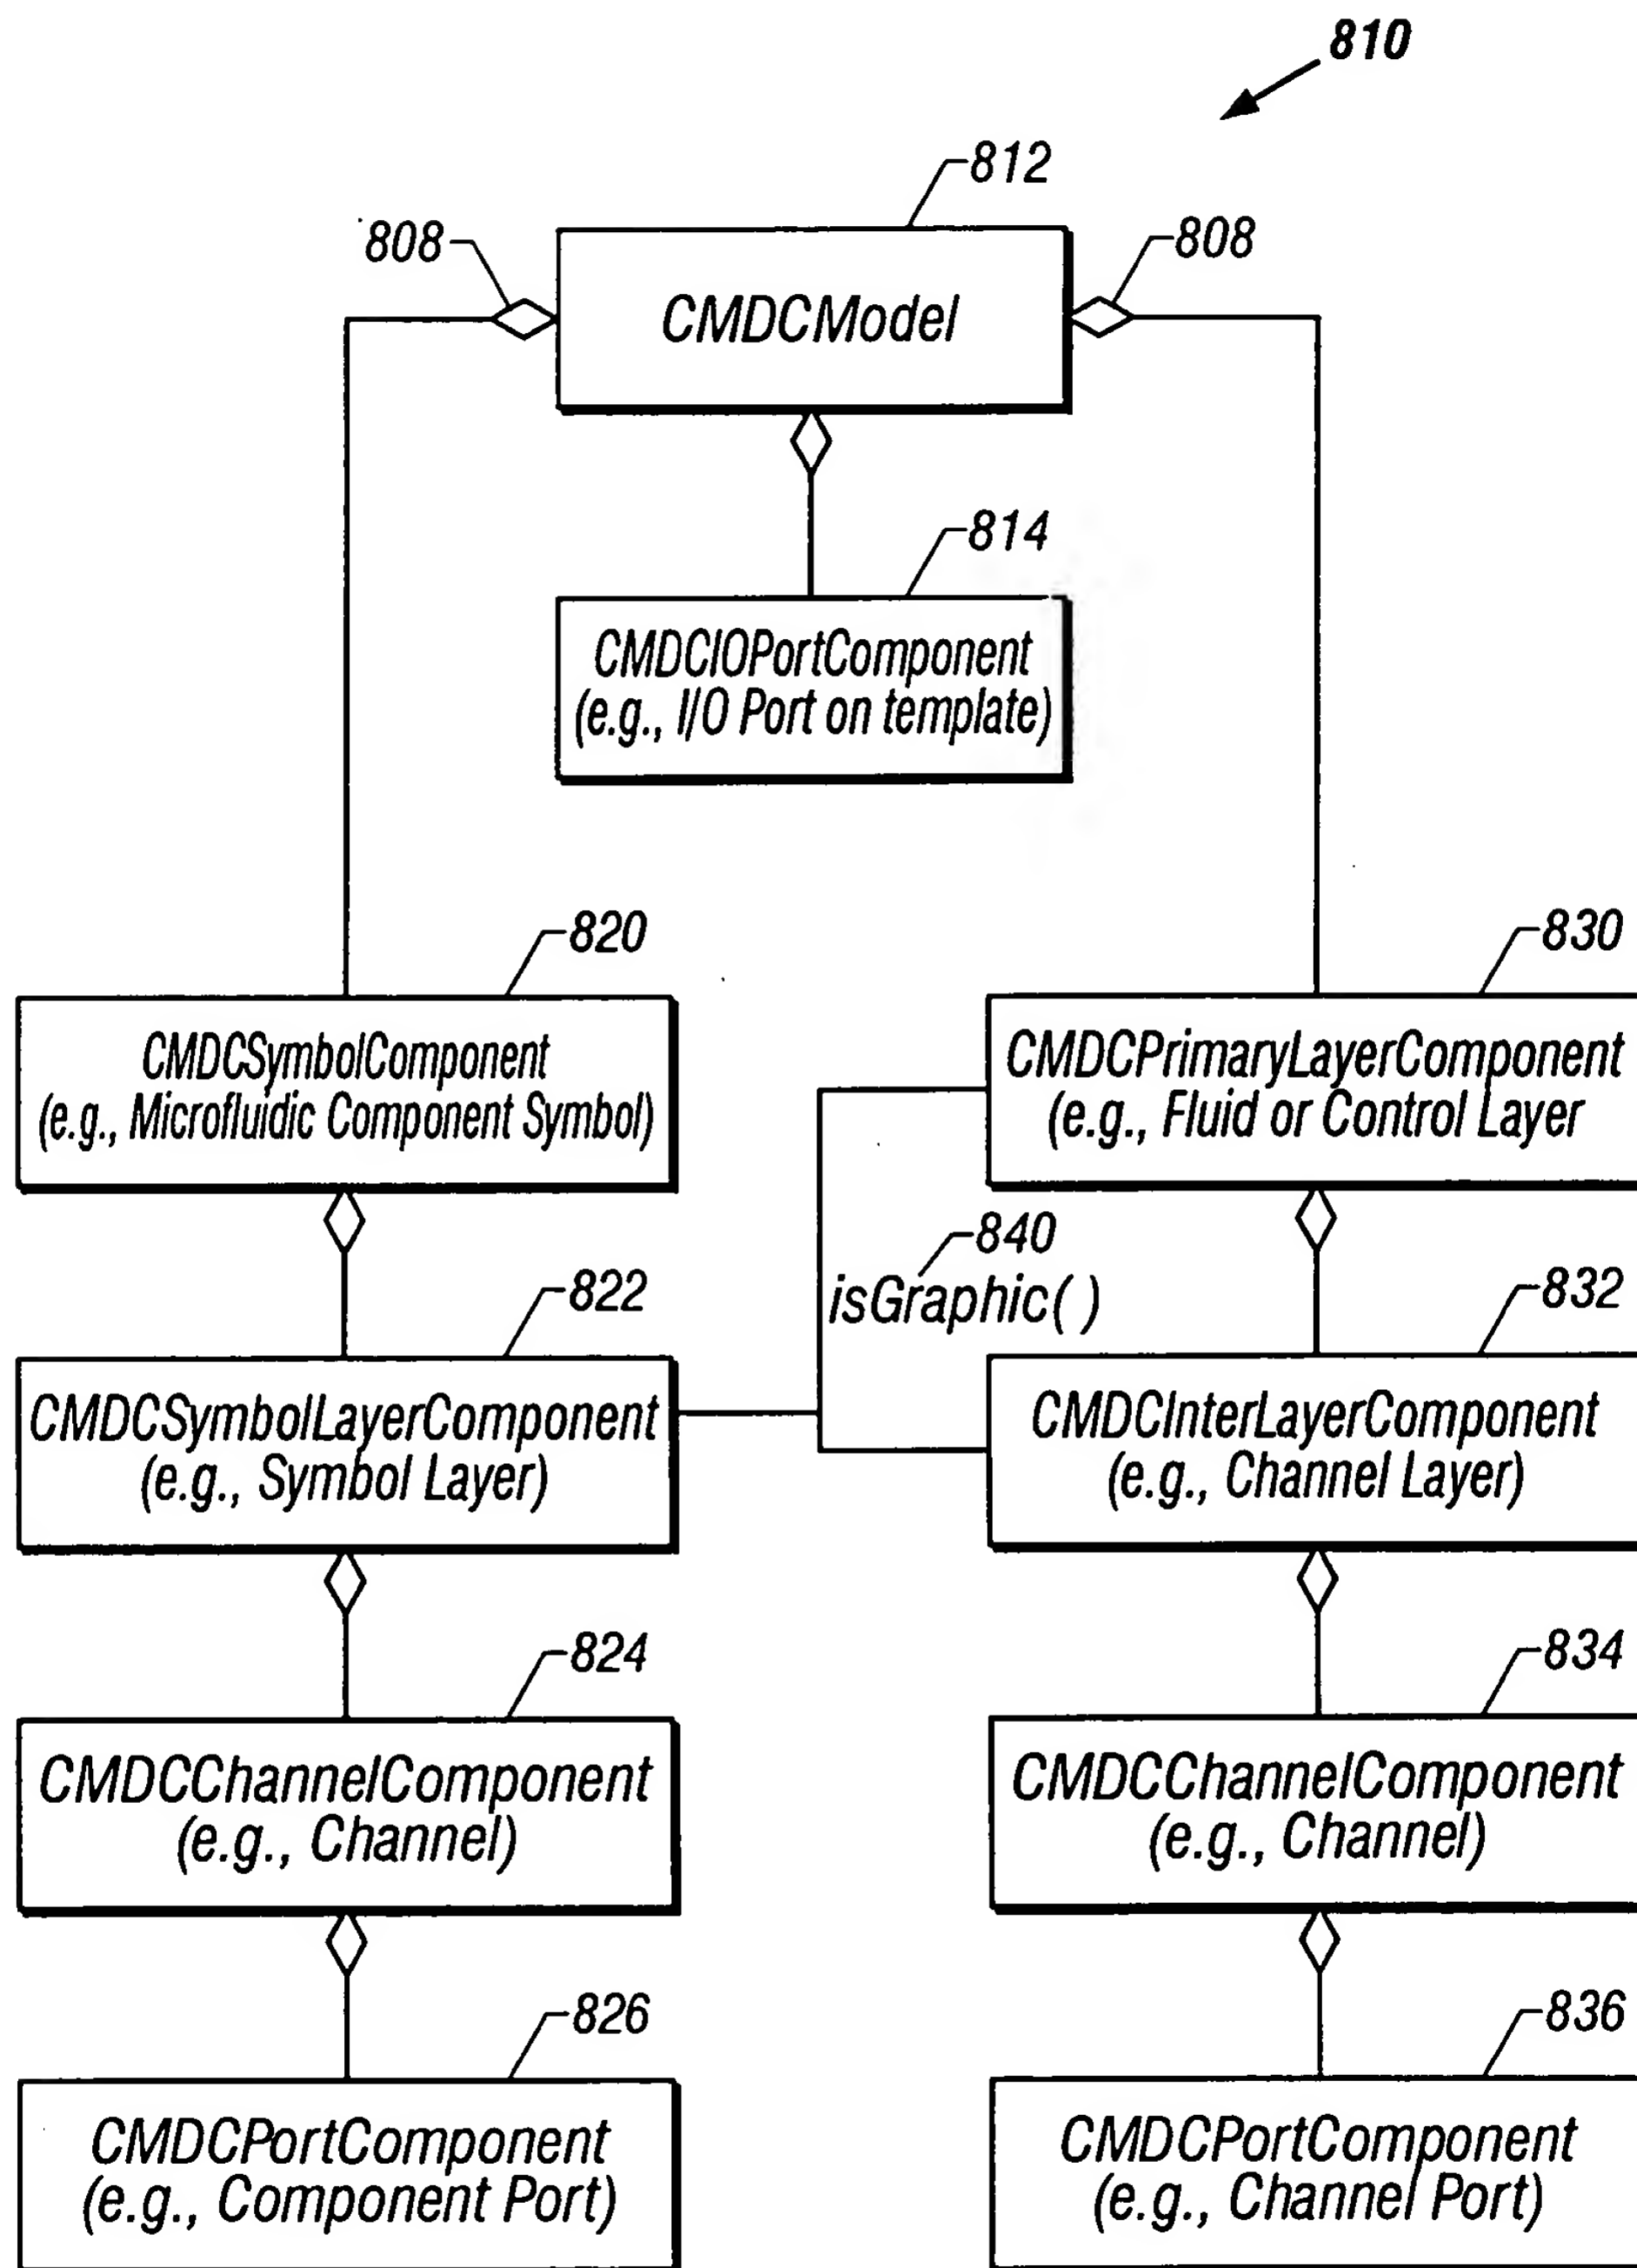 810
812
808
808
CMDCModel
814
CMDCIOPortComponent
(e.g., I/O Port on template)
820
830
CMDCSymbolComponent
(e.g., Microfluidic Component Symbol)
CMDCPrimaryLayerComponent
(e.g., Fluid or Control Layer
840
isGraphic( )
822
832
CMDCSymbolLayerComponent
(e.g., Symbol Layer)
CMDCInterLayerComponent
(e.g., Channel Layer)
824
834
CMDCChannelComponent
(e.g., Channel)
CMDCChannelComponent
(e.g., Channel)
826
836
CMDCPortComponent
(e.g., Component Port)
CMDCPortComponent
(e.g., Channel Port)